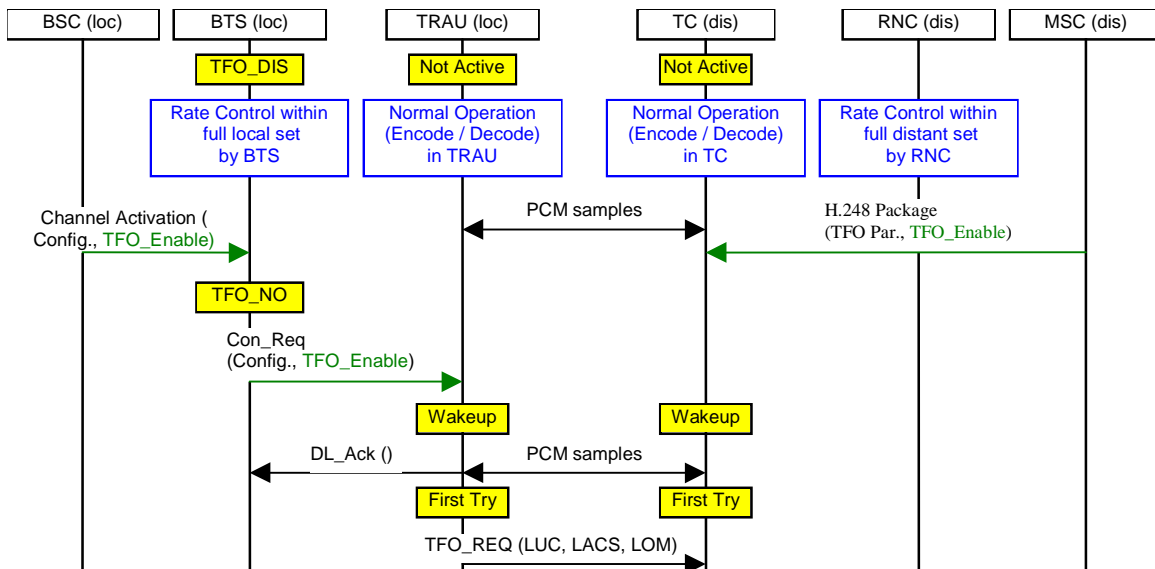 BSC (loc)
BTS (loc)
TRAU (loc)
TC (dis)
RNC (dis)
MSC (dis)
TFO_DIS
Not Active
Not Active
Rate Control within
full local set
by BTS
Normal Operation
(Encode / Decode)
in TRAU
Normal Operation
(Encode / Decode)
in TC
Rate Control within
full distant set
by RNC
Channel Activation (
Config., TFO_Enable)
PCM samples
H.248 Package
(TFO Par., TFO_Enable)
TFO_NO
Con_Req
(Config., TFO_Enable)
Wakeup
Wakeup
DL_Ack ()
PCM samples
First Try
First Try
TFO_REQ (LUC, LACS, LOM)